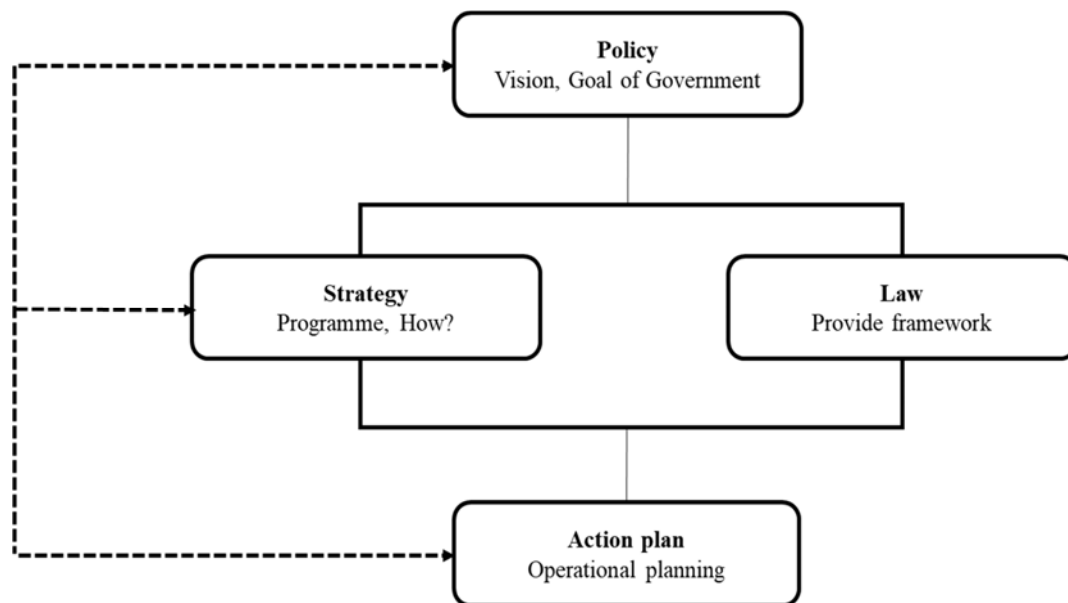 Policy
Vision, Goal of Government
Strategy
Programme, How?
Law
Provide framework
Action plan
Operational planning